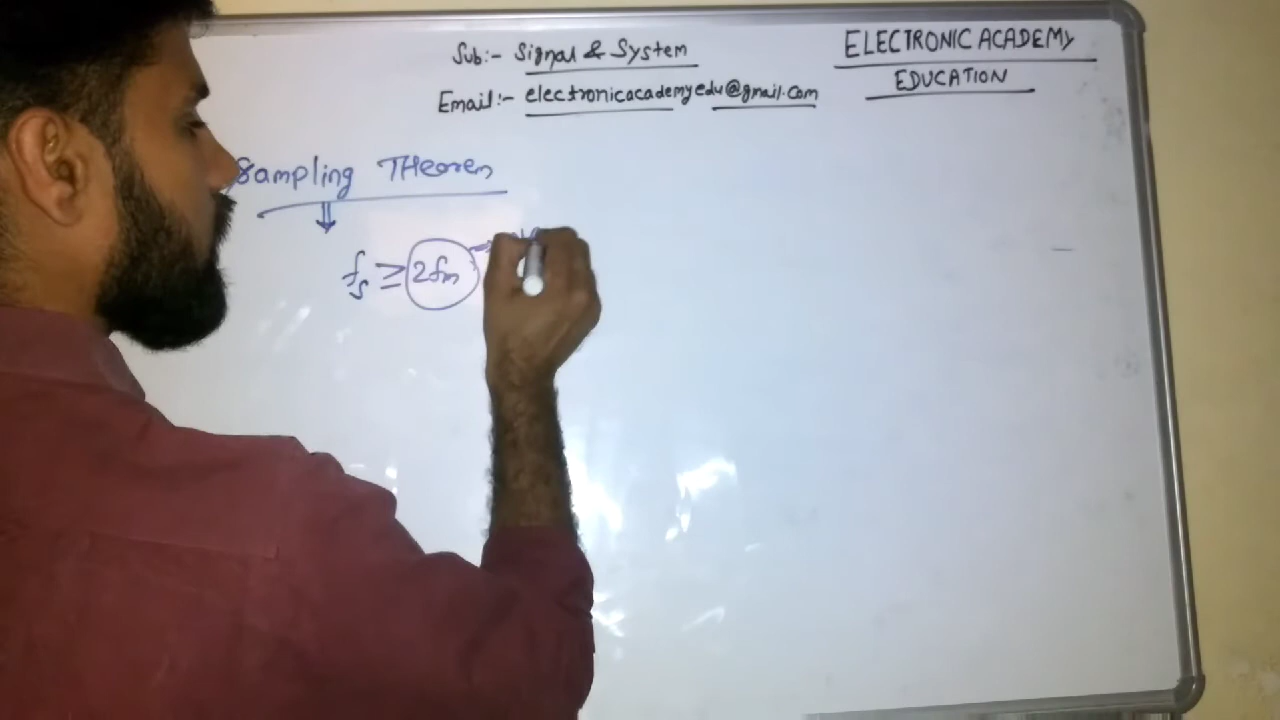 Sub:- Signal & System
Email:- electronicacademyedu@gmail.com
ELECTRONIC ACADEMY
EDUCATION
Sampling THeorem
⇓
fs ≥ 2fm →